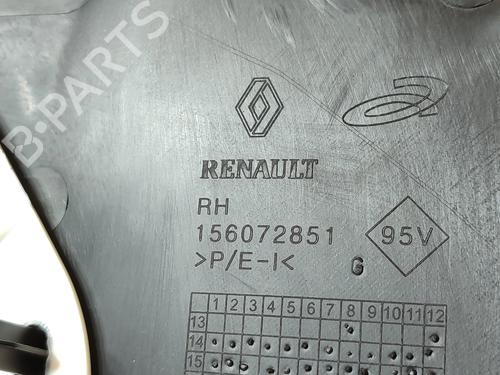 B-PARTS
RENAULT
RH
156072851
95V
>P/E-I<
G
1 2 3 4 5 6 7 8 9 10 11 12
13
14
15